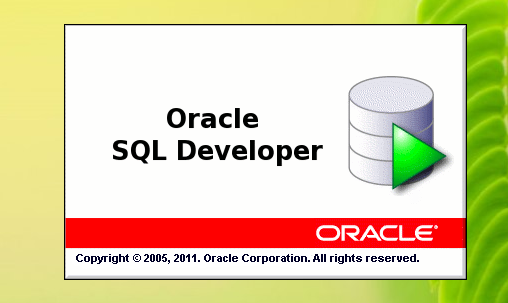 Oracle
SQL Developer
ORACLE®
Copyright © 2005, 2011. Oracle Corporation. All rights reserved.